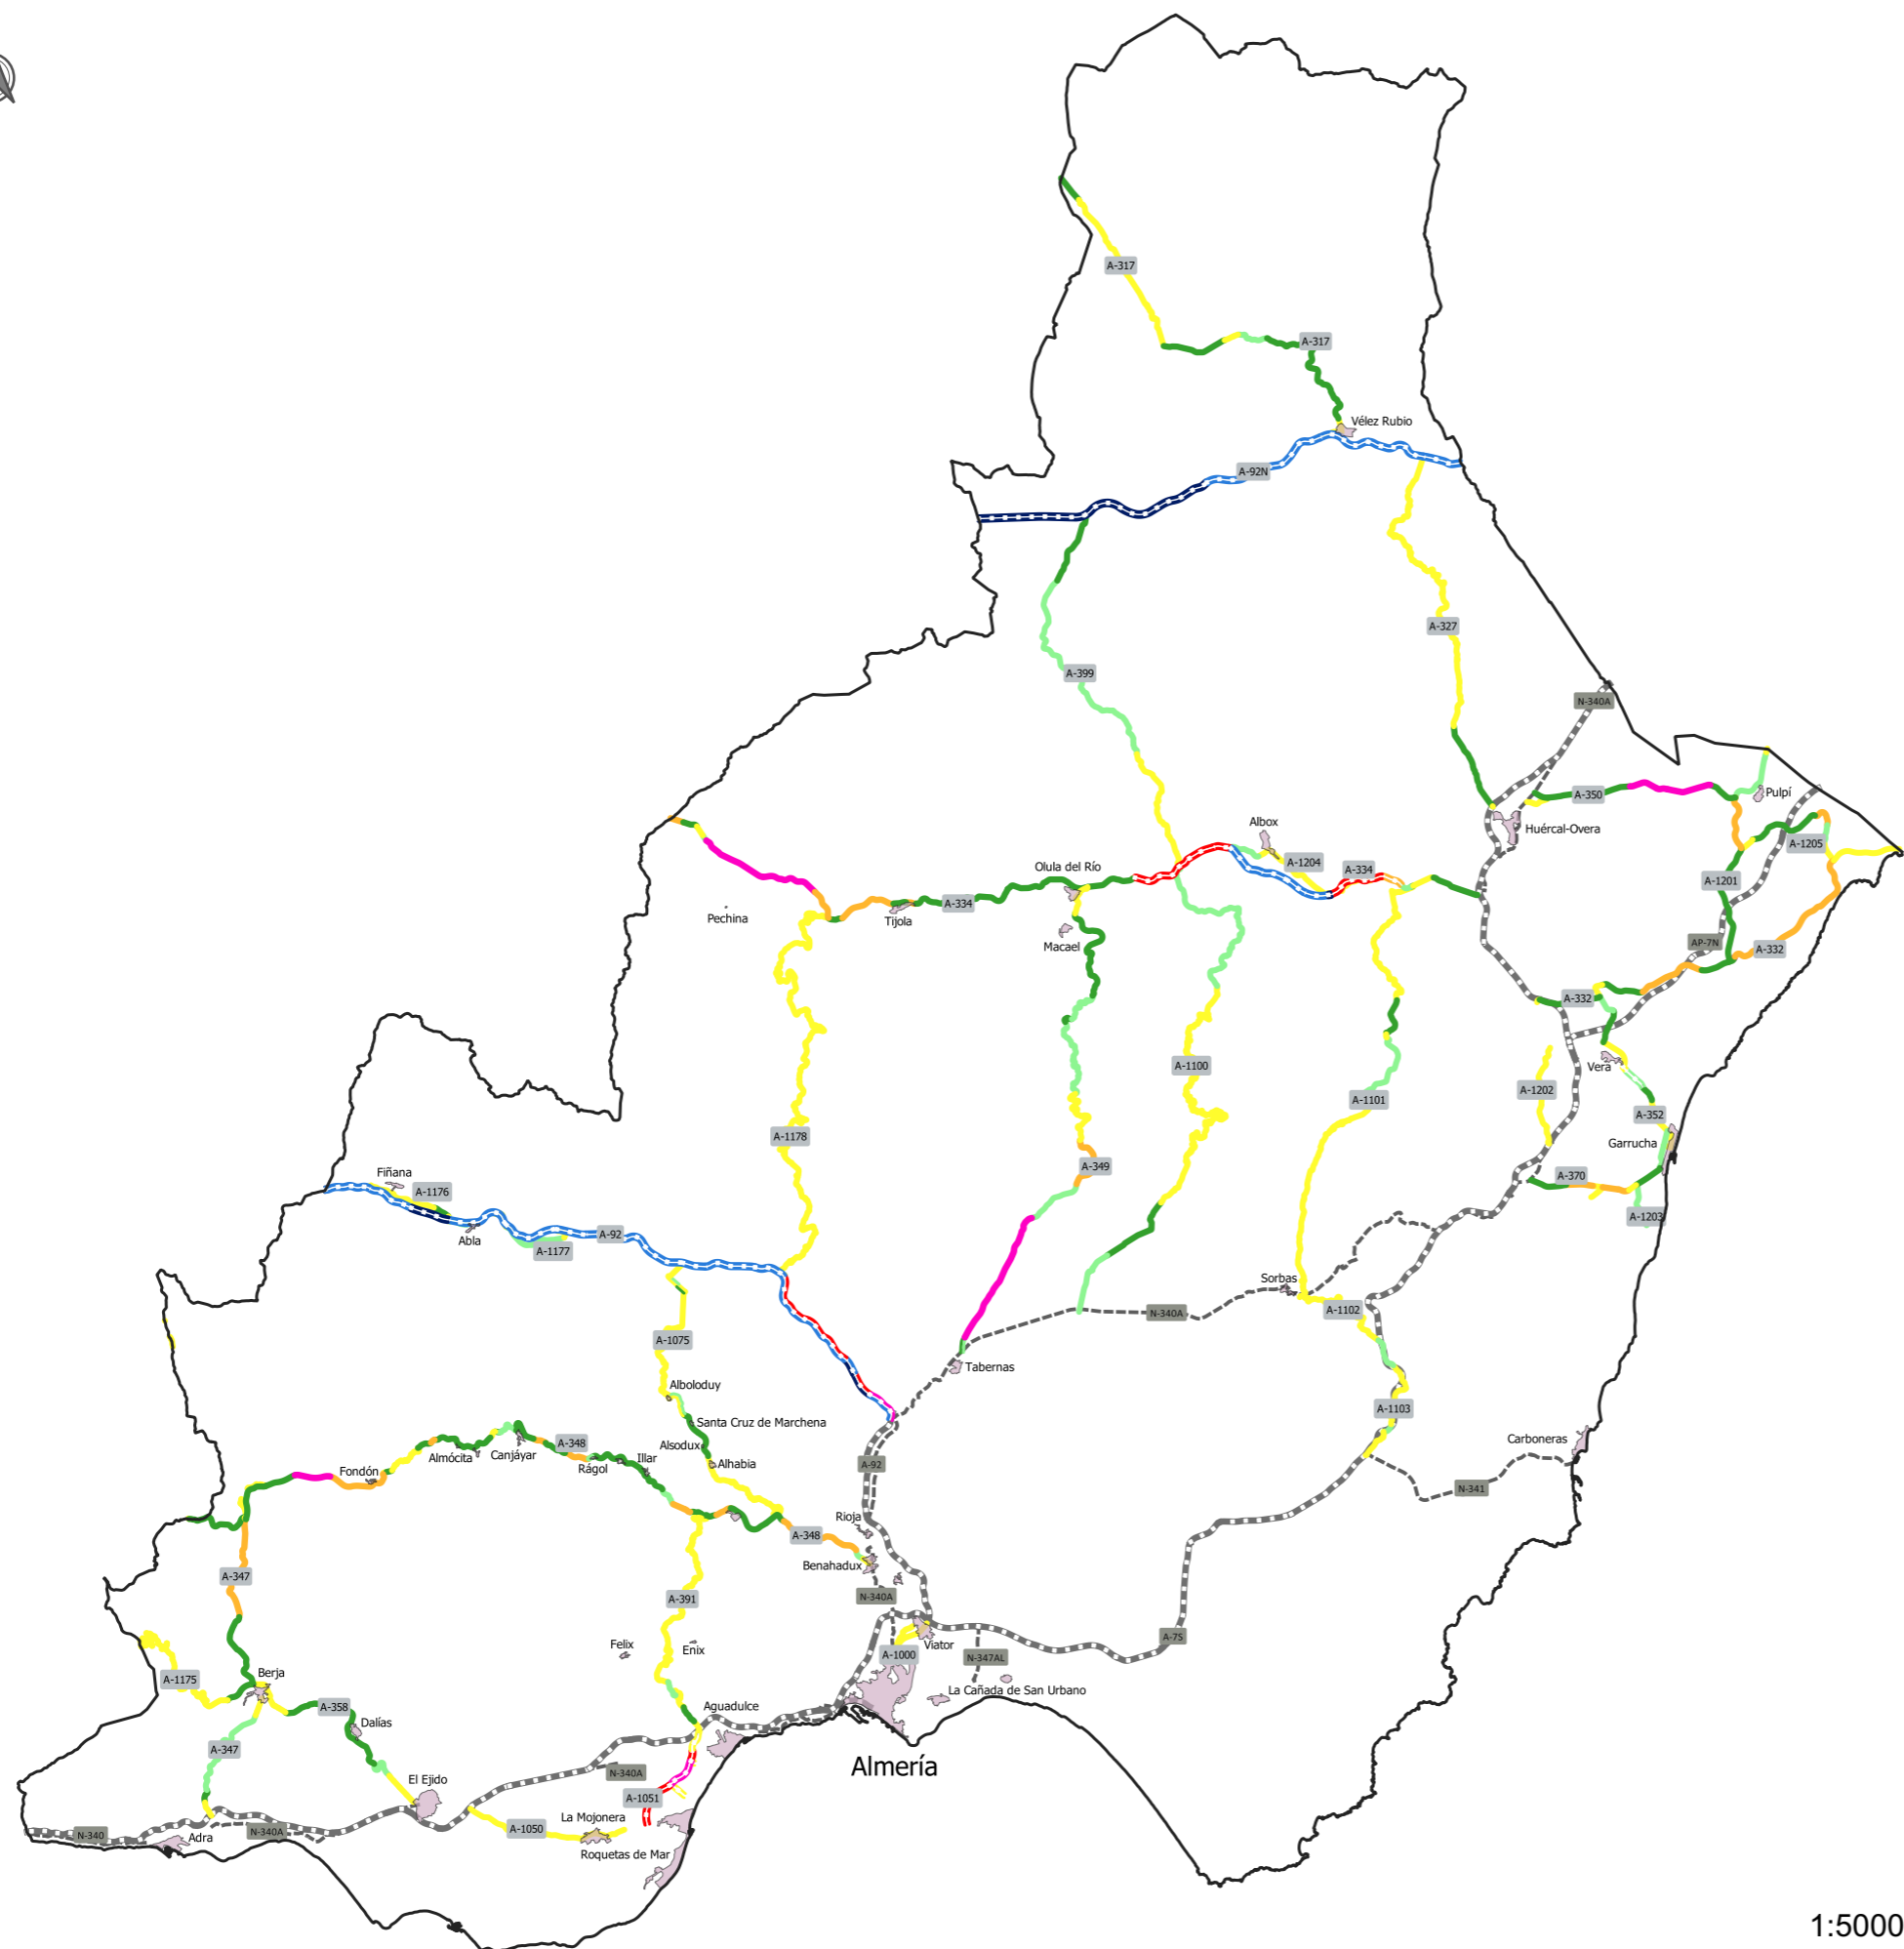 A-317
A-317
Vélez Rubio
A-92N
A-327
A-399
N-340A
A-350
Pulpí
Huércal-Overa
Albox
A-1204
A-1205
Olula del Río
A-334
A-1201
A-334
Pechina
Tíjola
Macael
AP-7N
A-332
A-332
A-1100
Vera
A-1202
A-1101
A-352
A-1178
Garrucha
A-349
Fiñana
A-1176
A-370
A-1203
Abla
A-92
A-1177
Sorbas
A-1102
N-340A
A-1075
Tabernas
Alboloduy
A-1103
Santa Cruz de Marchena
Carboneras
A-348
Alsodux
Almócita
Canjáyar
Illar
Alhabia
A-92
Fondón
Rágol
N-341
Rioja
A-348
Benahadux
A-347
N-340A
A-391
A-7S
Felix
Enix
Viator
A-1000
N-347AL
Berja
A-1175
La Cañada de San Urbano
A-358
Aguadulce
Dalías
A-347
Almería
N-340A
El Ejido
A-1051
La Mojonera
A-1050
N-340
Adra
N-340A
Roquetas de Mar
1:5000